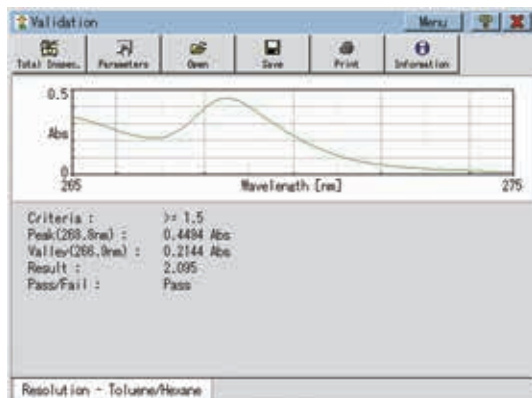 Validation Menu ?
Total Inspec. Parameters Open Save Print Information
0.5
Abs
0
265 Wavelength [nm] 275
Criteria : >= 1.5
Peak(268.8nm) : 0.4494 Abs
Valley(266.9nm) : 0.2144 Abs
Result : 2.095
Pass/Fail : Pass
Resolution - Toluene/Hexane